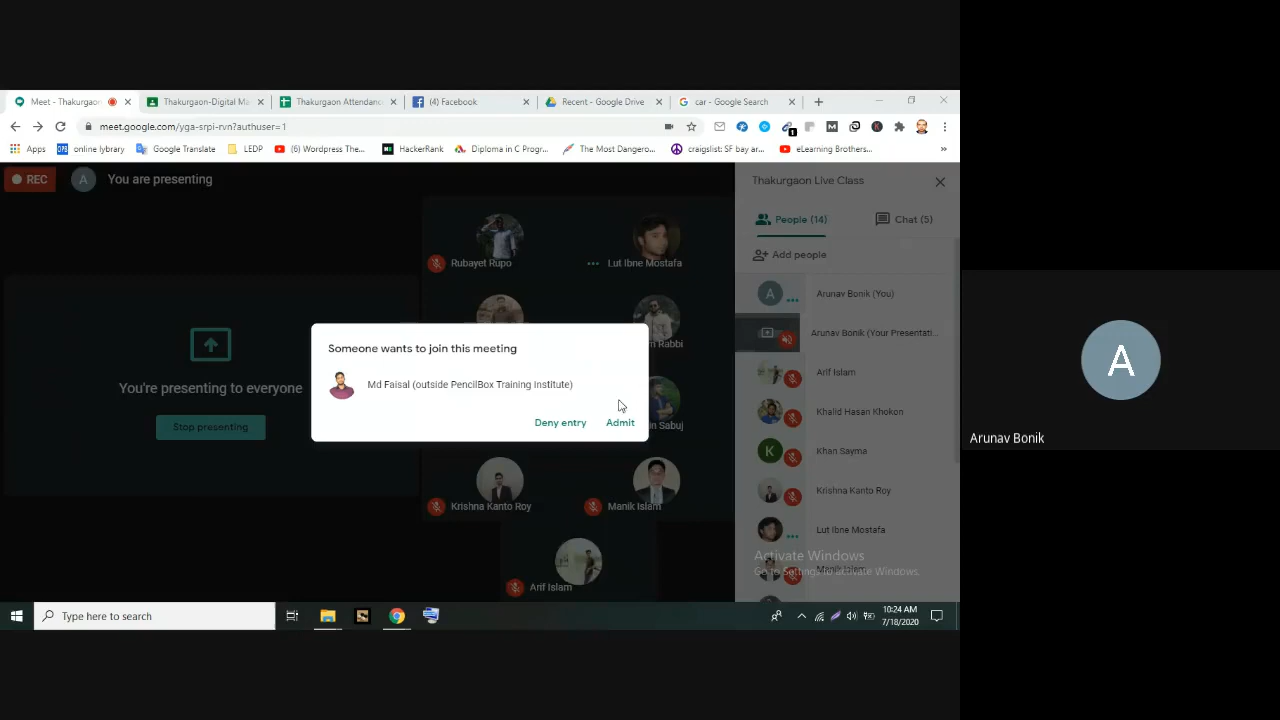 Meet - Thakurgaon
Thakurgaon-Digital Ma
Thakurgaon Attendanc
(4) Facebook
Recent - Google Drive
car - Google Search
meet.google.com/yga-srpi-rvn?authuser=1
Apps
online lybrary
Google Translate
LEDP
(6) Wordpress The...
HackerRank
Diploma in C Progr...
The Most Dangero...
craigslist: SF bay ar...
eLearning Brothers...
REC
A
You are presenting
Thakurgaon Live Class
People (14)
Chat (5)
Add people
Rubayet Rupo
Lut Ibne Mostafa
A
Arunav Bonik (You)
Arunav Bonik (Your Presentati...
Someone wants to join this meeting
Rabbi
Md Faisal (outside PencilBox Training Institute)
Arif Islam
You're presenting to everyone
Khalid Hasan Khokon
Stop presenting
Deny entry
Admit
Sabuj
K
Khan Sayma
Krishna Kanto Roy
Krishna Kanto Roy
Manik Islam
Lut Ibne Mostafa
Activate Windows
Go to Settings to activate Windows.
Manik Islam
Arif Islam
Type here to search
10:24 AM
7/18/2020
A
Arunav Bonik